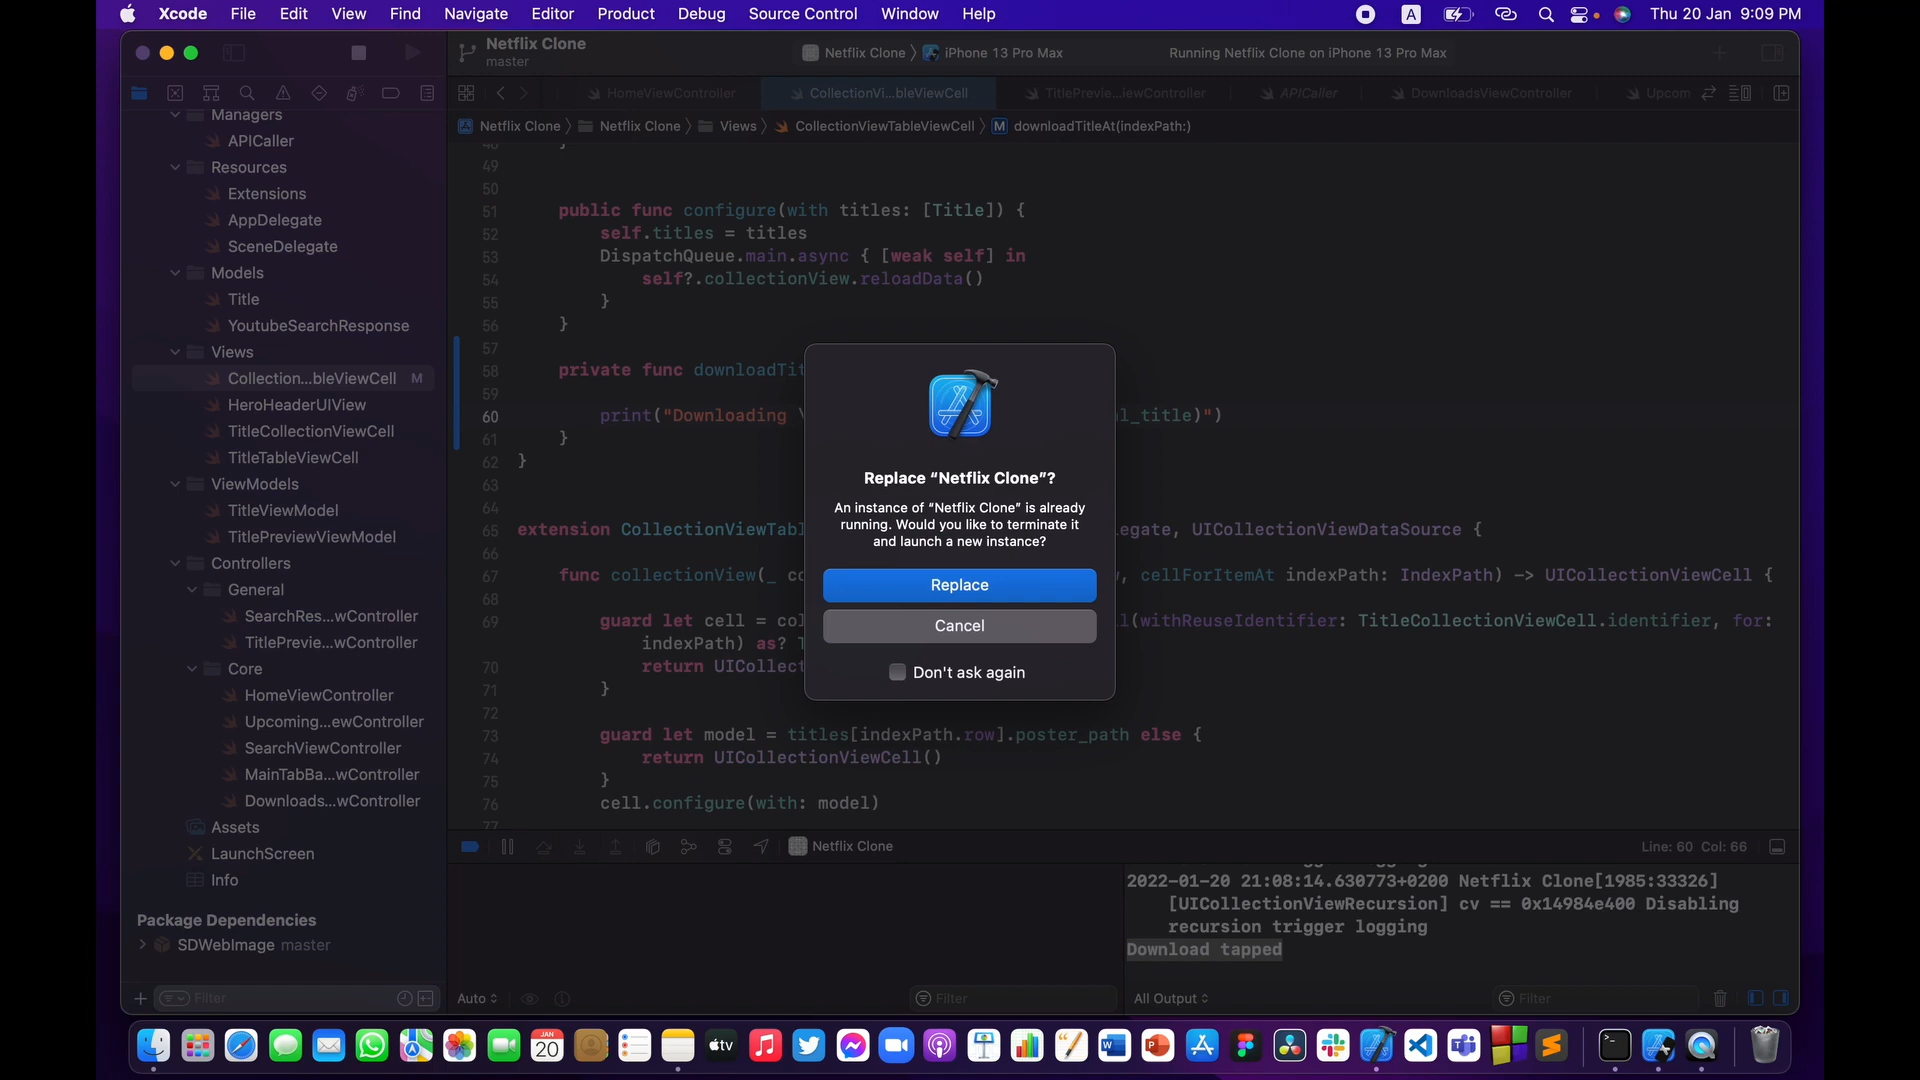 Xcode File Edit View Find Navigate Editor Product Debug Source Control Window Help
A
Thu 20 Jan 9:09 PM
Netflix Clone
master
Netflix Clone
iPhone 13 Pro Max
Running Netflix Clone on iPhone 13 Pro Max
HomeViewController
CollectionVi...bleViewCell
TitlePrevie...iewController
APICaller
DownloadsViewController
Upcom
Netflix Clone
Netflix Clone
Views
CollectionViewTableViewCell
M downloadTitleAt(indexPath:)
Managers
APICaller
Resources
Extensions
AppDelegate
SceneDelegate
Models
Title
YoutubeSearchResponse
Views
Collection...bleViewCell M
HeroHeaderUIView
TitleCollectionViewCell
TitleTableViewCell
ViewModels
TitleViewModel
TitlePreviewViewModel
Controllers
General
SearchRes...wController
TitlePrevie...wController
Core
HomeViewController
Upcoming...ewController
SearchViewController
MainTabBa...wController
Downloads...wController
Assets
LaunchScreen
Info
Package Dependencies
SDWebImage master
Filter
49
50
51 public func configure(with titles: [Title]) {
52 self.titles = titles
53 DispatchQueue.main.async { [weak self] in
54 self?.collectionView.reloadData()
55 }
56 }
57
58 private func downloadTit
59
60 print("Downloading \ l_title)")
61 }
62 }
63
64
65 extension CollectionViewTabl egate, UICollectionViewDataSource {
66
67 func collectionView(_ co , cellForItemAt indexPath: IndexPath) -> UICollectionViewCell {
68
69 guard let cell = col l(withReuseIdentifier: TitleCollectionViewCell.identifier, for:
indexPath) as? T
70 return UICollect
71 }
72
73 guard let model = titles[indexPath.row].poster_path else {
74 return UICollectionViewCell()
75 }
76 cell.configure(with: model)
77
Replace “Netflix Clone”?
An instance of “Netflix Clone” is already
running. Would you like to terminate it
and launch a new instance?
Replace
Cancel
Don't ask again
Netflix Clone
Line: 60 Col: 66
2022-01-20 21:08:14.630773+0200 Netflix Clone[1985:33326]
[UICollectionViewRecursion] cv == 0x14984e400 Disabling
recursion trigger logging
Download tapped
Auto
Filter
All Output
Filter
JAN
20
tv